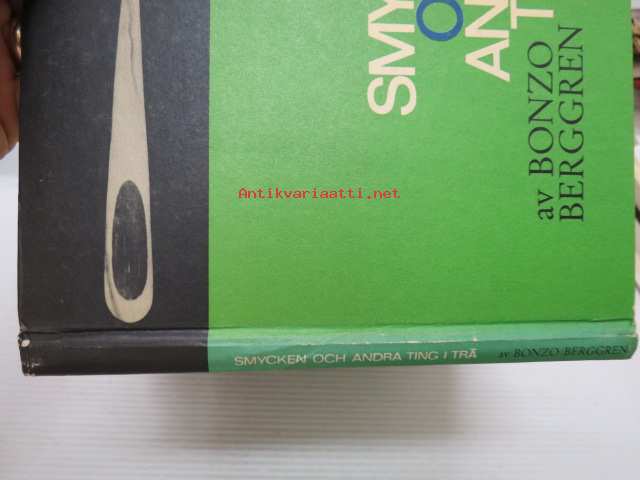 SMY
O
AN
T
av BONZO
BERGGREN
Antikvariaatti.net
SMYCKEN OCH ANDRA TING I TRÄ av BONZO BERGGREN